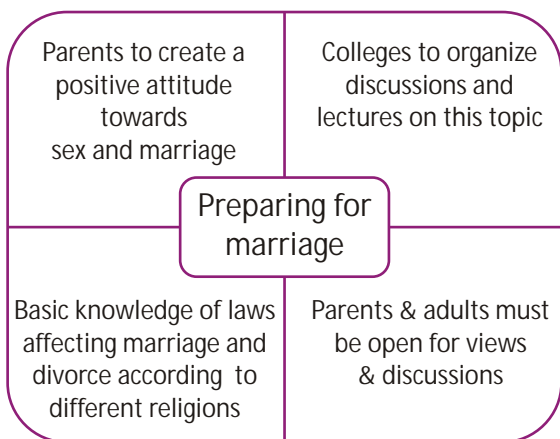 Parents to create a
positive attitude
towards
sex and marriage
Colleges to organize
discussions and
lectures on this topic
Preparing for
marriage
Basic knowledge of laws
affecting marriage and
divorce according to
different religions
Parents & adults must
be open for views
& discussions